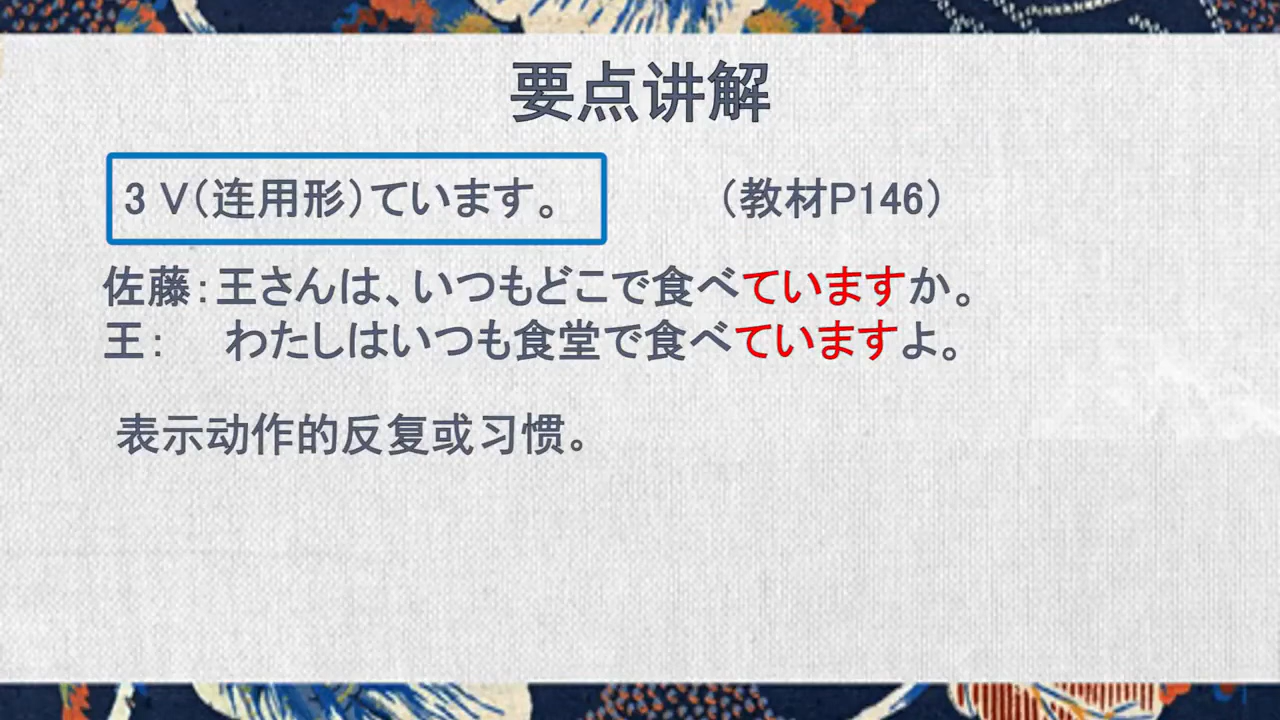 要点讲解
3 V（连用形）ています。 （教材P146）
佐藤：王さんは、いつもどこで食べていますか。
王： わたしはいつも食堂で食べていますよ。
表示动作的反复或习惯。